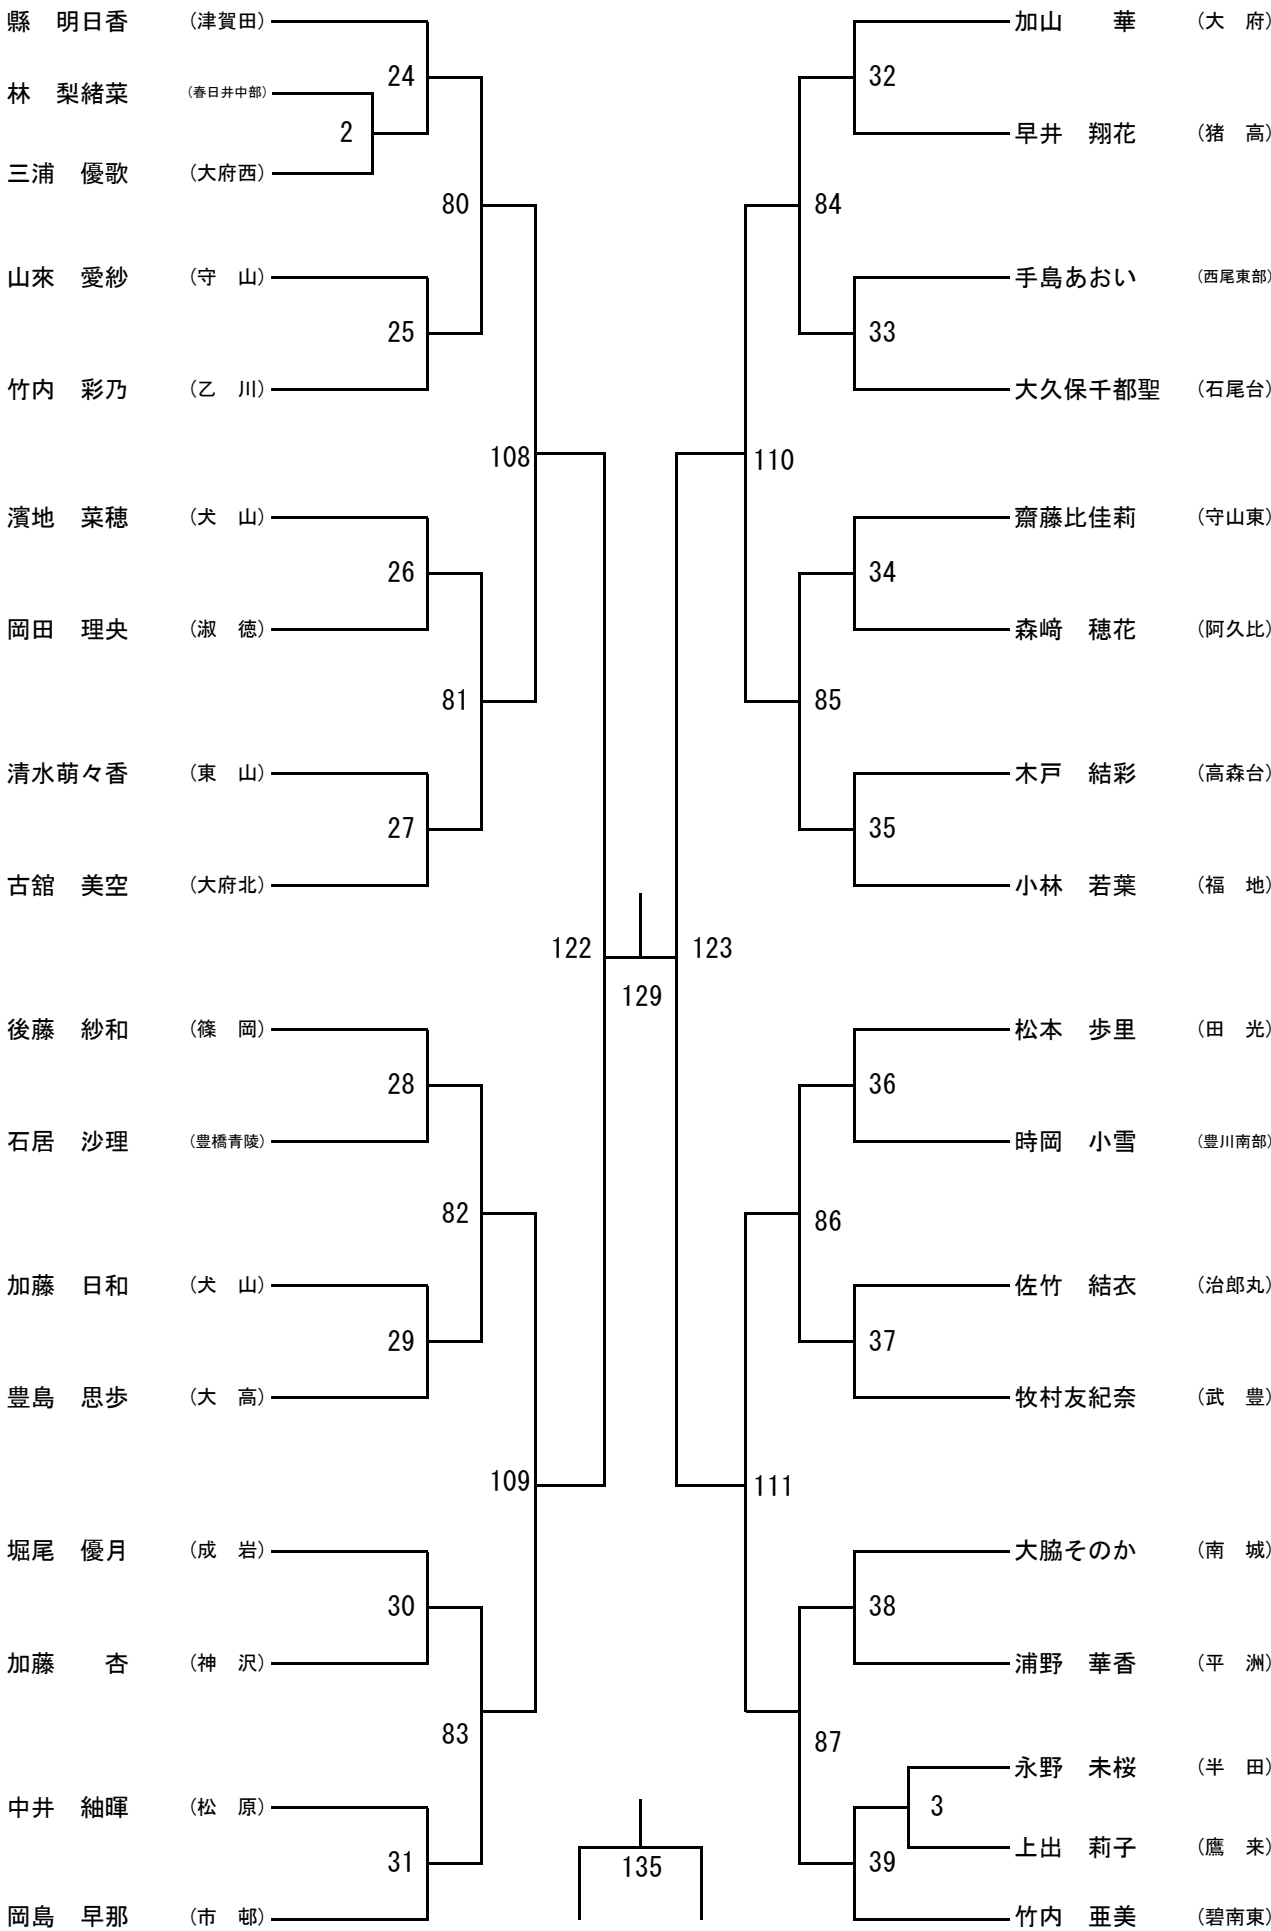 縣　明日香　（津賀田）
24
林　梨緒菜　（春日井中部）
2
三浦　優歌　（大府西）
80
山來　愛紗　（守　山）
25
竹内　彩乃　（乙　川）
108
濱地　菜穂　（犬　山）
26
岡田　理央　（淑　徳）
81
清水萌々香　（東　山）
27
古舘　美空　（大府北）
122
後藤　紗和　（篠　岡）
28
石居　沙理　（豊橋青陵）
82
加藤　日和　（犬　山）
29
豊島　思歩　（大　高）
109
堀尾　優月　（成　岩）
30
加藤　　杏　（神　沢）
83
中井　紬暉　（松　原）
31
岡島　早那　（市　邨）
129
135
加山　　華　（大　府）
32
早井　翔花　（猪　高）
84
手島あおい　（西尾東部）
33
大久保千都聖　（石尾台）
110
齋藤比佳莉　（守山東）
34
森﨑　穂花　（阿久比）
85
木戸　結彩　（高森台）
35
小林　若葉　（福　地）
123
松本　歩里　（田　光）
36
時岡　小雪　（豊川南部）
86
佐竹　結衣　（治郎丸）
37
牧村友紀奈　（武　豊）
111
大脇そのか　（南　城）
38
浦野　華香　（平　洲）
87
永野　未桜　（半　田）
3
上出　莉子　（鷹　来）
39
竹内　亜美　（碧南東）